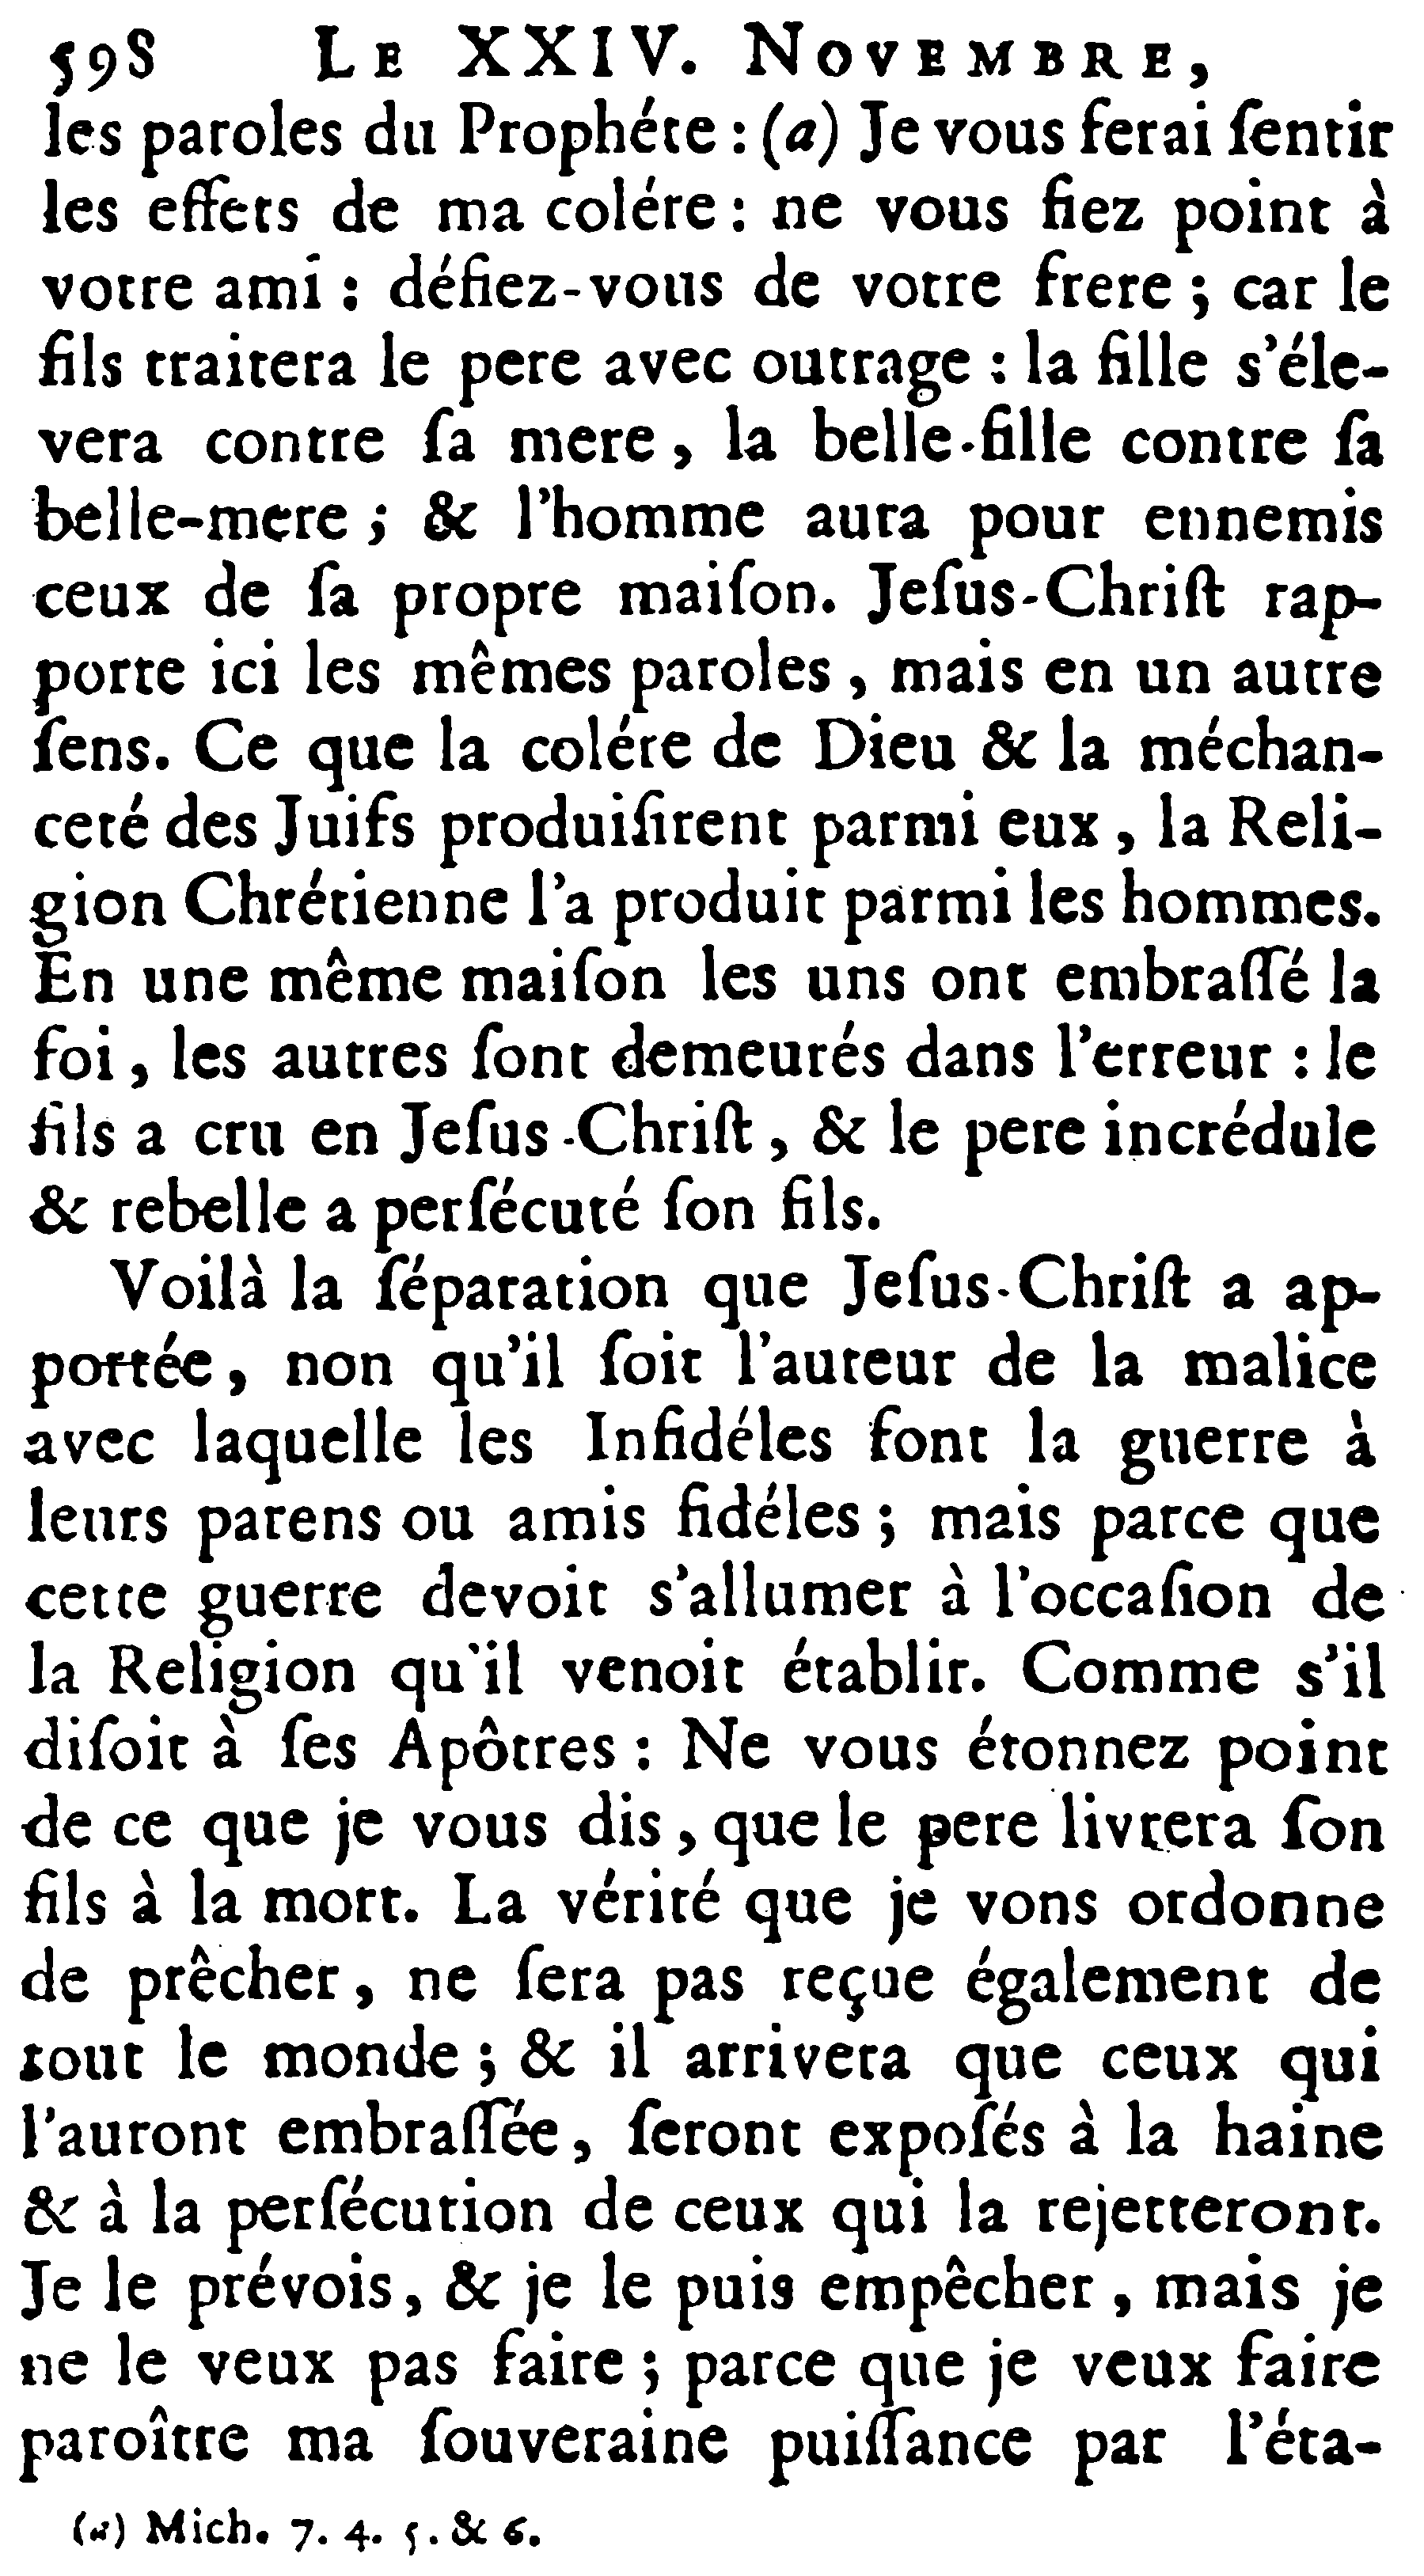 598 LE XXIV. NOVEMBRE,
les paroles du Prophéte : (a) Je vous ferai ſentir
les effets de ma colére : ne vous fiez point à
votre ami : défiez-vous de votre frere ; car le
fils traitera le pere avec outrage : la fille s'éle-
vera contre ſa mere, la belle-fille contre ſa
belle-mere ; & l'homme aura pour ennemis
ceux de ſa propre maiſon. Jeſus-Chriſt rap-
porte ici les mêmes paroles, mais en un autre
ſens. Ce que la colére de Dieu & la méchan-
ceté des Juifs produiſirent parmi eux, la Reli-
gion Chrétienne l'a produit parmi les hommes.
En une même maiſon les uns ont embraſſé la
foi, les autres ſont demeurés dans l'erreur : le
fils a cru en Jeſus-Chriſt, & le pere incrédule
& rebelle a perſécuté ſon fils.
Voilà la ſéparation que Jeſus-Chriſt a ap-
portée, non qu'il ſoit l'auteur de la malice
avec laquelle les Infidéles font la guerre à
leurs parens ou amis fidéles ; mais parce que
cette guerre devoit s'allumer à l'occaſion de
la Religion qu'il venoit établir. Comme s'il
diſoit à ſes Apôtres : Ne vous étonnez point
de ce que je vous dis, que le pere livrera ſon
fils à la mort. La vérité que je vons ordonne
de prêcher, ne ſera pas reçue également de
tout le monde ; & il arrivera que ceux qui
l'auront embraſſée, ſeront expoſés à la haine
& à la perſécution de ceux qui la rejetteront.
Je le prévois, & je le puis empêcher, mais je
ne le veux pas faire ; parce que je veux faire
paroître ma ſouveraine puiſſance par l'éta-
(a) Mich. 7. 4. 5. & 6.